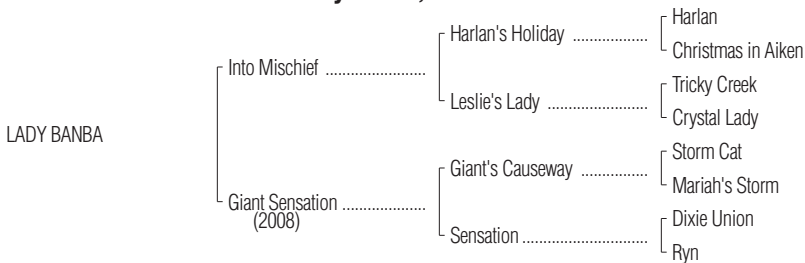 Harlan
Harlan's Holiday ..................
Christmas in Aiken
Into Mischief ........................
Tricky Creek
Leslie's Lady ........................
Crystal Lady
LADY BANBA
Storm Cat
Giant's Causeway ................
Mariah's Storm
Giant Sensation ....................
(2008)
Dixie Union
Sensation ..............................
Ryn